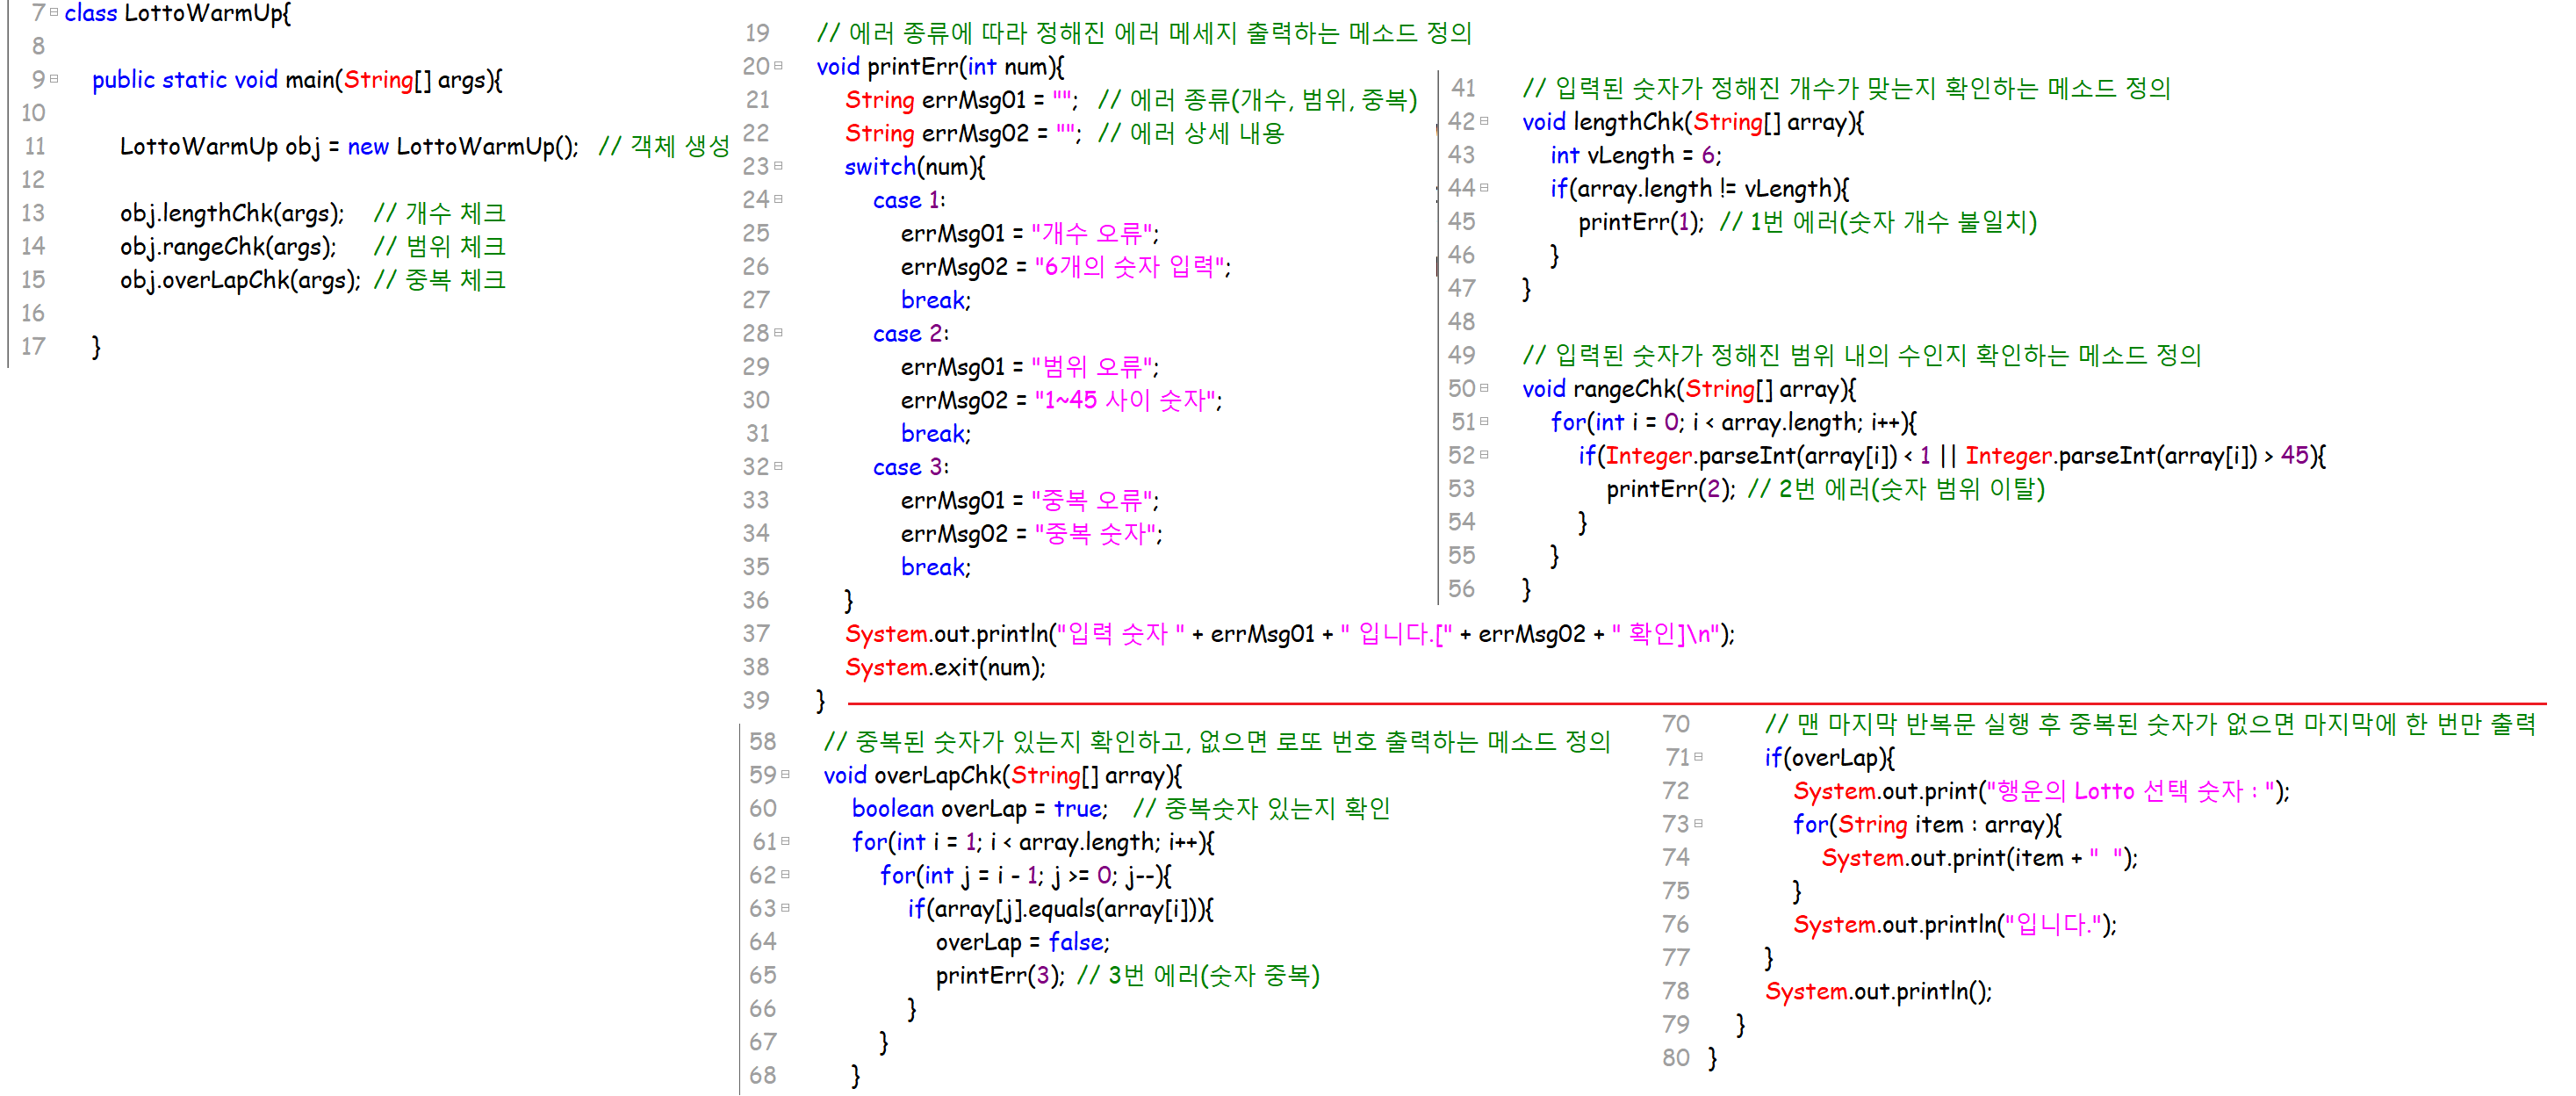 7 class LottoWarmUp{
8
9 public static void main(String[] args){
10
11 LottoWarmUp obj = new LottoWarmUp(); // 객체 생성
12
13 obj.lengthChk(args); // 개수 체크
14 obj.rangeChk(args); // 범위 체크
15 obj.overLapChk(args); // 중복 체크
16
17 }
19 // 에러 종류에 따라 정해진 에러 메세지 출력하는 메소드 정의
20 void printErr(int num){
21 String errMsg01 = ""; // 에러 종류(개수, 범위, 중복)
22 String errMsg02 = ""; // 에러 상세 내용
23 switch(num){
24 case 1:
25 errMsg01 = "개수 오류";
26 errMsg02 = "6개의 숫자 입력";
27 break;
28 case 2:
29 errMsg01 = "범위 오류";
30 errMsg02 = "1~45 사이 숫자";
31 break;
32 case 3:
33 errMsg01 = "중복 오류";
34 errMsg02 = "중복 숫자";
35 break;
36 }
37 System.out.println("입력 숫자 " + errMsg01 + " 입니다.[" + errMsg02 + " 확인]\n");
38 System.exit(num);
39 }
41 // 입력된 숫자가 정해진 개수가 맞는지 확인하는 메소드 정의
42 void lengthChk(String[] array){
43 int vLength = 6;
44 if(array.length != vLength){
45 printErr(1); // 1번 에러(숫자 개수 불일치)
46 }
47 }
48
49 // 입력된 숫자가 정해진 범위 내의 수인지 확인하는 메소드 정의
50 void rangeChk(String[] array){
51 for(int i = 0; i < array.length; i++){
52 if(Integer.parseInt(array[i]) < 1 || Integer.parseInt(array[i]) > 45){
53 printErr(2); // 2번 에러(숫자 범위 이탈)
54 }
55 }
56 }
58 // 중복된 숫자가 있는지 확인하고, 없으면 로또 번호 출력하는 메소드 정의
59 void overLapChk(String[] array){
60 boolean overLap = true; // 중복숫자 있는지 확인
61 for(int i = 1; i < array.length; i++){
62 for(int j = i - 1; j >= 0; j--){
63 if(array[j].equals(array[i])){
64 overLap = false;
65 printErr(3); // 3번 에러(숫자 중복)
66 }
67 }
68 }
70 // 맨 마지막 반복문 실행 후 중복된 숫자가 없으면 마지막에 한 번만 출력
71 if(overLap){
72 System.out.print("행운의 Lotto 선택 숫자 : ");
73 for(String item : array){
74 System.out.print(item + "  ");
75 }
76 System.out.println("입니다.");
77 }
78 System.out.println();
79 }
80 }